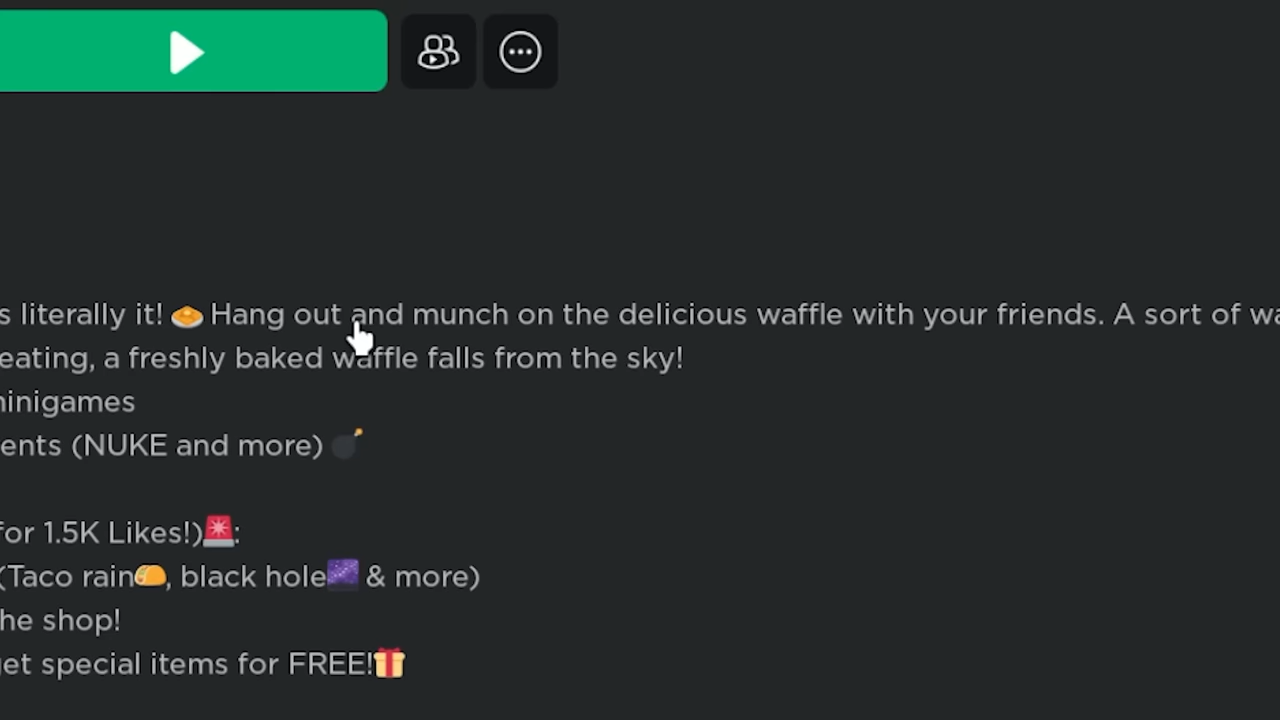 s literally it! 🧇 Hang out and munch on the delicious waffle with your friends. A sort of wa
eating, a freshly baked waffle falls from the sky!
minigames
ents (NUKE and more) 💣
for 1.5K Likes!)🚨:
(Taco rain🌮, black hole🌌 & more)
he shop!
get special items for FREE!🎁